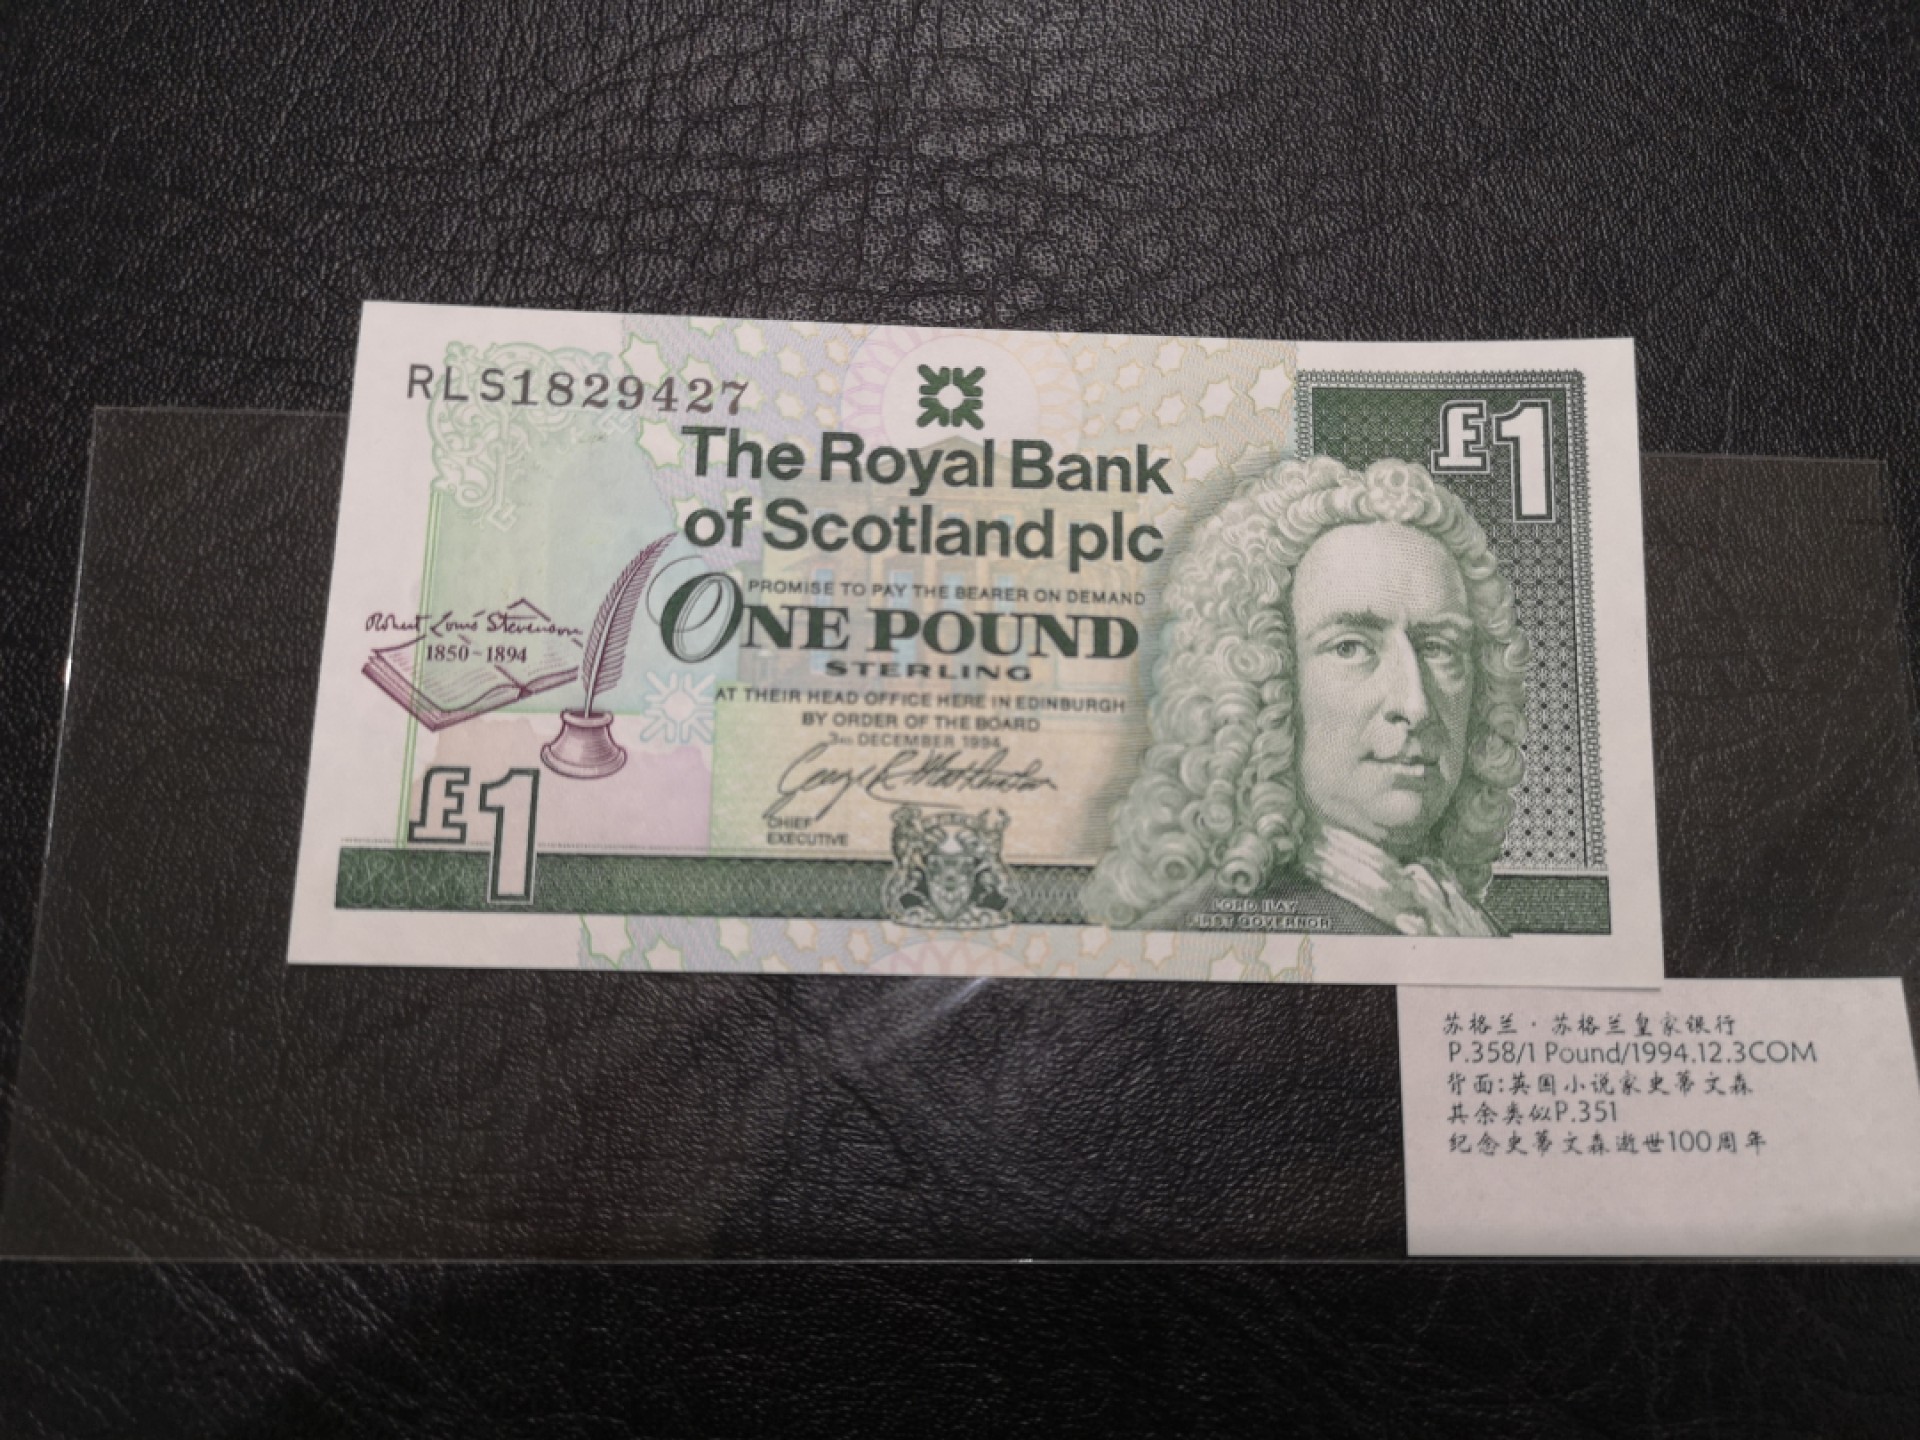 RLS1829427
£1
The Royal Bank
of Scotland plc
PROMISE TO PAY THE BEARER ON DEMAND
ONE POUND
STERLING
AT THEIR HEAD OFFICE HERE IN EDINBURGH
BY ORDER OF THE BOARD
3RD DECEMBER 1994
CHIEF
EXECUTIVE
Robert Louis Stevenson
1850-1894
£1
LORD ILAY
FIRST GOVERNOR
苏格兰·苏格兰皇家银行
P.358/1 Pound/1994.12.3COM
背面:英国小说家史蒂文森
其余类似P.351
纪念史蒂文森逝世100周年